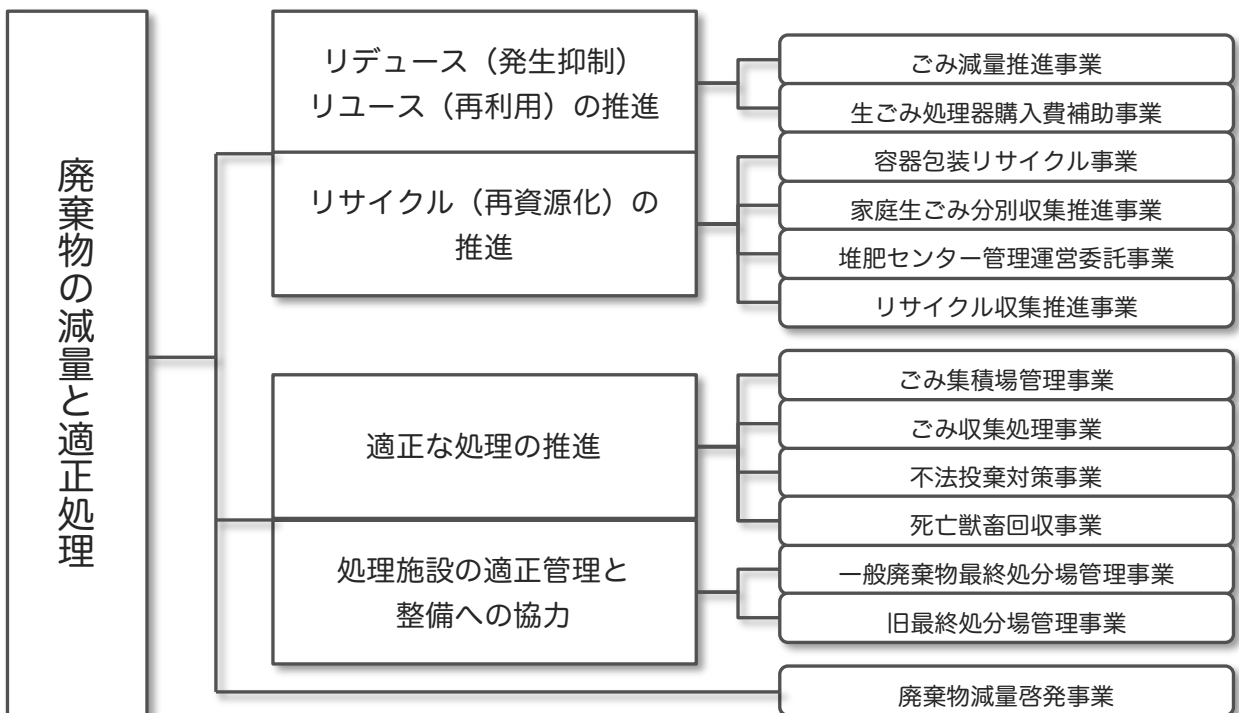 廃棄物の減量と適正処理
リデュース（発生抑制）
リユース（再利用）の推進
ごみ減量推進事業
生ごみ処理器購入費補助事業
リサイクル（再資源化）の
推進
容器包装リサイクル事業
家庭生ごみ分別収集推進事業
堆肥センター管理運営委託事業
リサイクル収集推進事業
適正な処理の推進
ごみ集積場管理事業
ごみ収集処理事業
不法投棄対策事業
死亡獣畜回収事業
処理施設の適正管理と
整備への協力
一般廃棄物最終処分場管理事業
旧最終処分場管理事業
廃棄物減量啓発事業